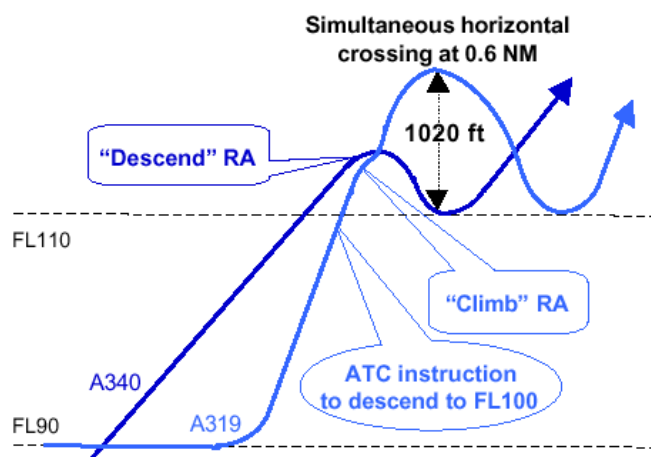 Simultaneous horizontal
crossing at 0.6 NM
1020 ft
“Descend” RA
FL110
“Climb” RA
A340
ATC instruction
to descend to FL100
FL90
A319